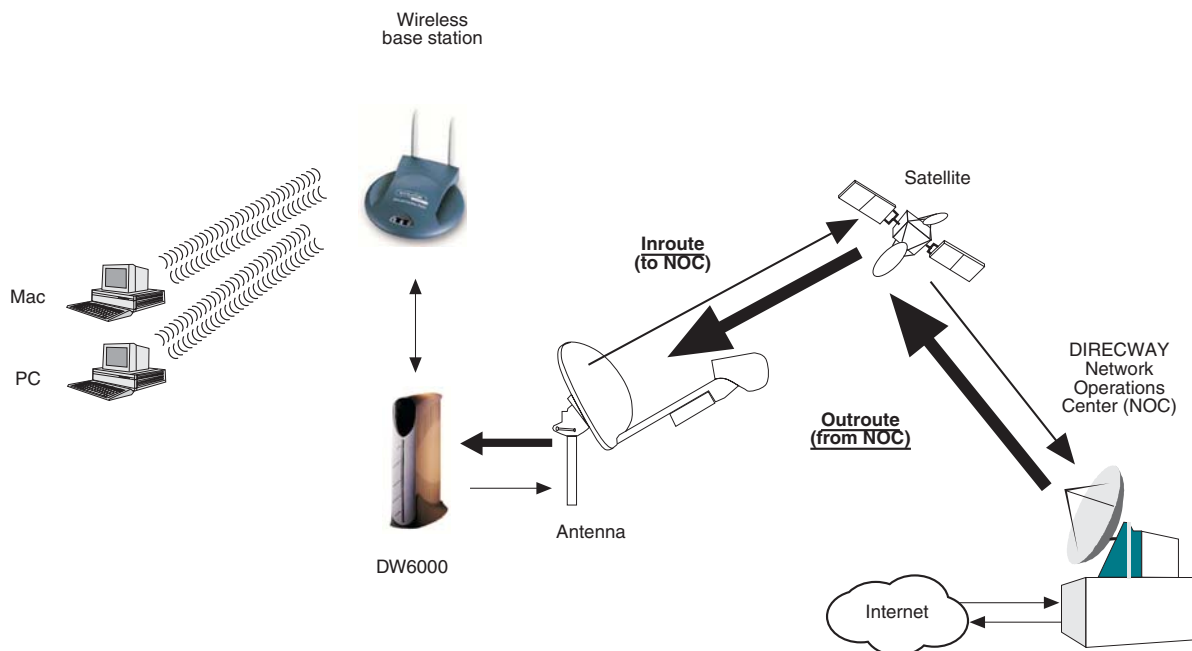 Wireless
base station
Satellite
Inroute
(to NOC)
Mac
PC
DIRECWAY
Network
Operations
Center (NOC)
Outroute
(from NOC)
Antenna
DW6000
Internet